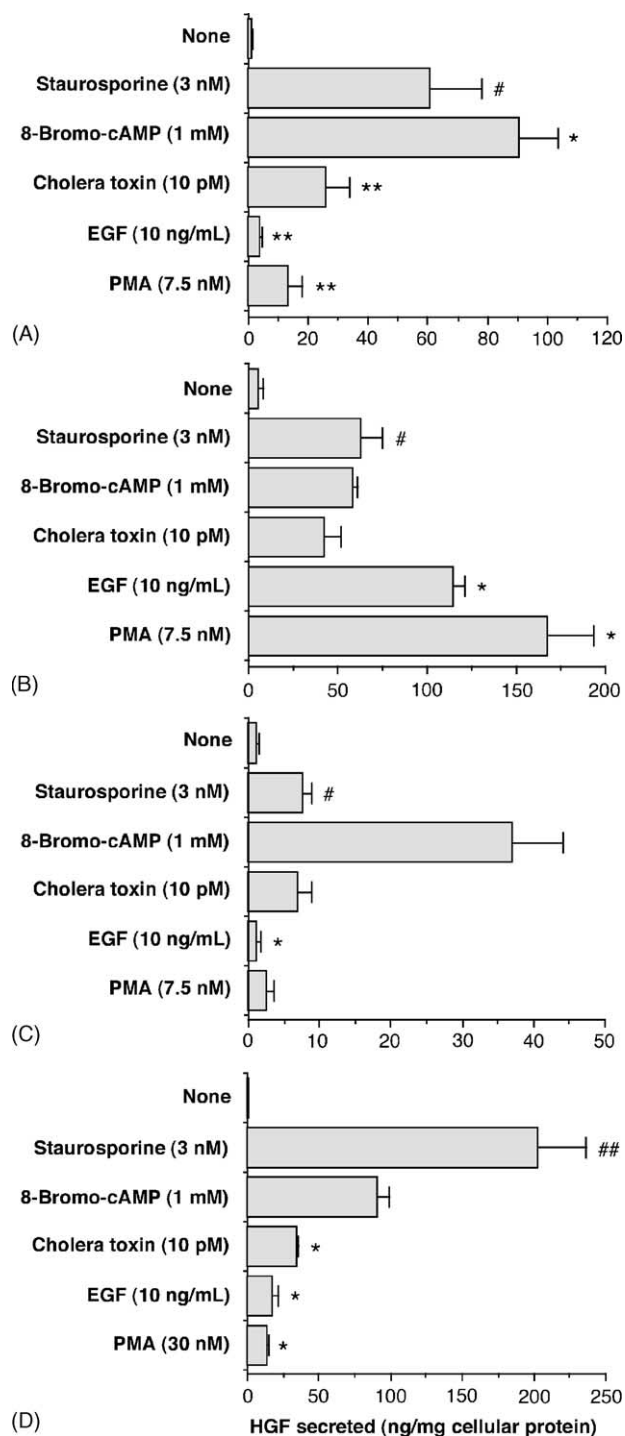 None
Staurosporine (3 nM) #
8-Bromo-cAMP (1 mM) *
Cholera toxin (10 pM) **
EGF (10 ng/mL) **
PMA (7.5 nM) **
(A) 0 20 40 60 80 100 120
None
Staurosporine (3 nM) #
8-Bromo-cAMP (1 mM)
Cholera toxin (10 pM)
EGF (10 ng/mL) *
PMA (7.5 nM) *
(B) 0 50 100 150 200
None
Staurosporine (3 nM) #
8-Bromo-cAMP (1 mM)
Cholera toxin (10 pM)
EGF (10 ng/mL) *
PMA (7.5 nM)
(C) 0 10 20 30 40 50
None
Staurosporine (3 nM) ##
8-Bromo-cAMP (1 mM)
Cholera toxin (10 pM) *
EGF (10 ng/mL) *
PMA (30 nM) *
0 50 100 150 200 250
(D) HGF secreted (ng/mg cellular protein)